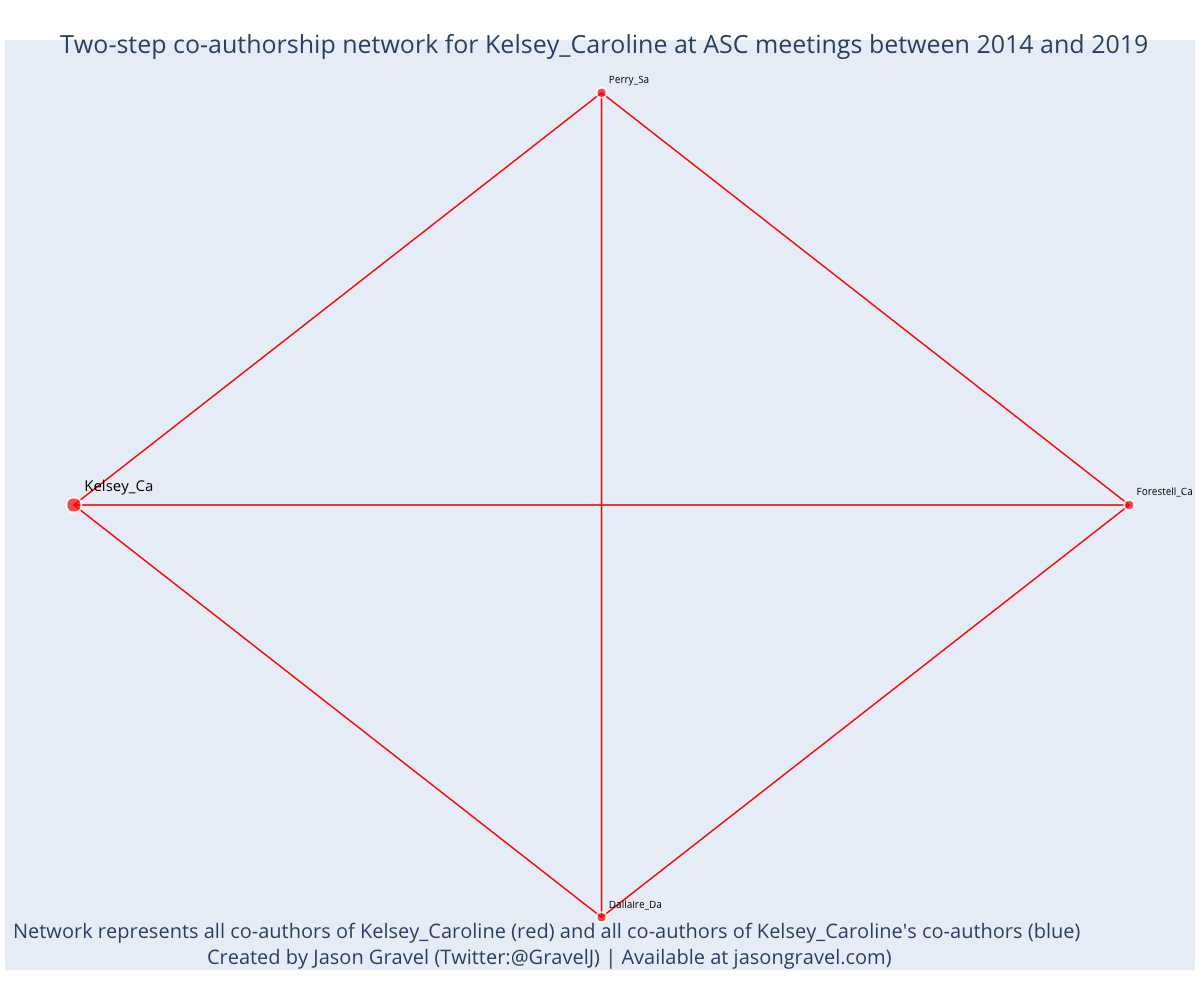 Two-step co-authorship network for Kelsey_Caroline at ASC meetings between 2014 and 2019
Perry_Sa
Kelsey_Ca
Forestell_Ca
Dallaire_Da
Network represents all co-authors of Kelsey_Caroline (red) and all co-authors of Kelsey_Caroline's co-authors (blue)
Created by Jason Gravel (Twitter:@GravelJ) | Available at jasongravel.com)